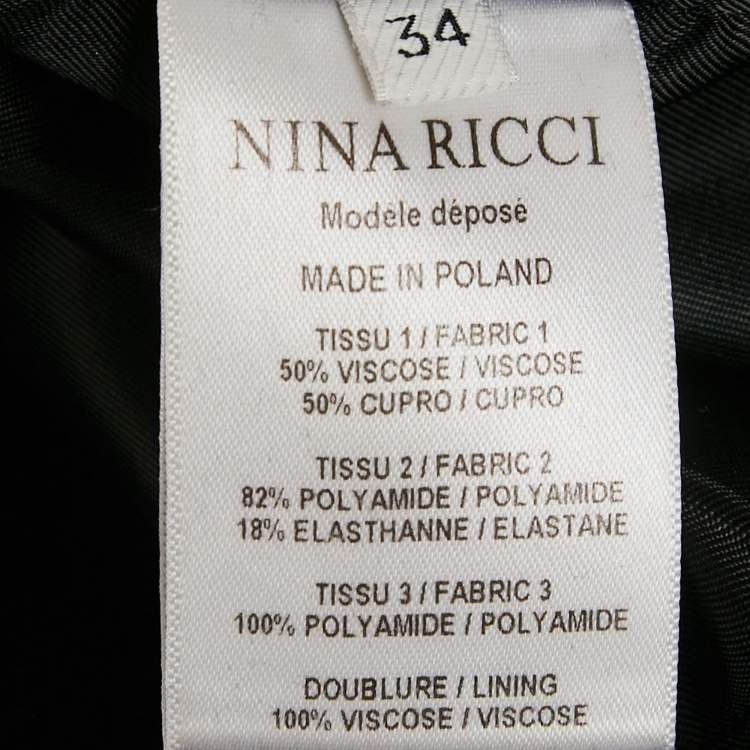 34
NINA RICCI
Modèle déposé
MADE IN POLAND
TISSU 1 / FABRIC 1
50% VISCOSE / VISCOSE
50% CUPRO / CUPRO
TISSU 2 / FABRIC 2
82% POLYAMIDE / POLYAMIDE
18% ELASTHANNE / ELASTANE
TISSU 3 / FABRIC 3
100% POLYAMIDE / POLYAMIDE
DOUBLURE / LINING
100% VISCOSE / VISCOSE